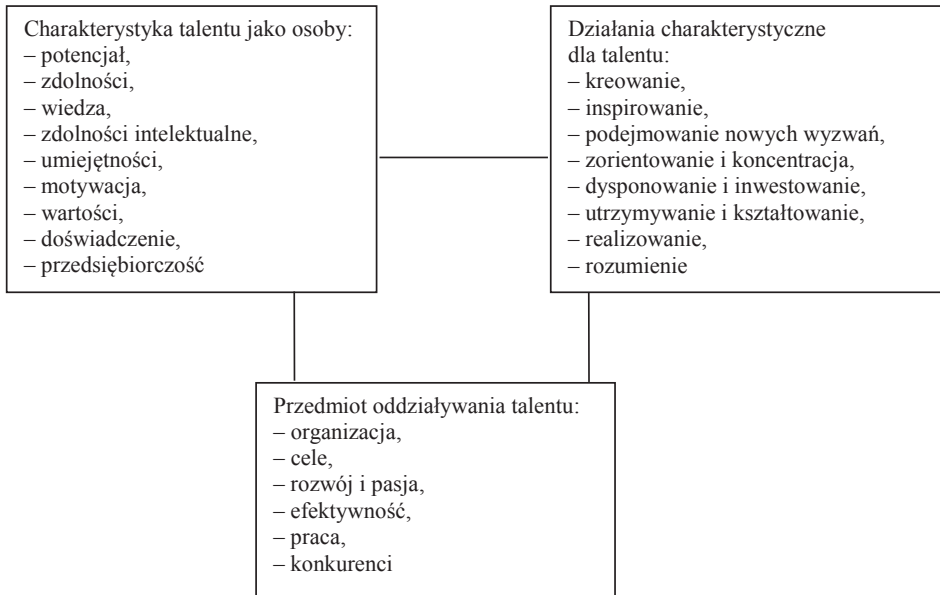 Charakterystyka talentu jako osoby:
– potencjał,
– zdolności,
– wiedza,
– zdolności intelektualne,
– umiejętności,
– motywacja,
– wartości,
– doświadczenie,
– przedsiębiorczość
Działania charakterystyczne
dla talentu:
– kreowanie,
– inspirowanie,
– podejmowanie nowych wyzwań,
– zorientowanie i koncentracja,
– dysponowanie i inwestowanie,
– utrzymywanie i kształtowanie,
– realizowanie,
– rozumienie
Przedmiot oddziaływania talentu:
– organizacja,
– cele,
– rozwój i pasja,
– efektywność,
– praca,
– konkurenci